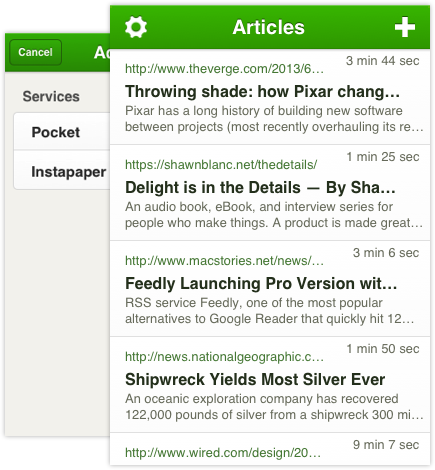 Cancel
Services
Pocket
Instapaper
Articles
3 min 44 sec
http://www.theverge.com/2013/6…
Throwing shade: how Pixar chang…
Pixar has a long history of building new software
between projects (most recently overhauling its re…
1 min 25 sec
https://shawnblanc.net/thedetails/
Delight is in the Details — By Sha…
An audio book, eBook, and interview series for
people who make things. A product is made great…
3 min 6 sec
http://www.macstories.net/news/…
Feedly Launching Pro Version wit…
RSS service Feedly, one of the most popular
alternatives to Google Reader that quickly hit 12…
1 min 50 sec
http://news.nationalgeographic.c…
Shipwreck Yields Most Silver Ever
An oceanic exploration company has recovered
122,000 pounds of silver from a shipwreck 300 mi…
9 min 7 sec
http://www.wired.com/design/20…